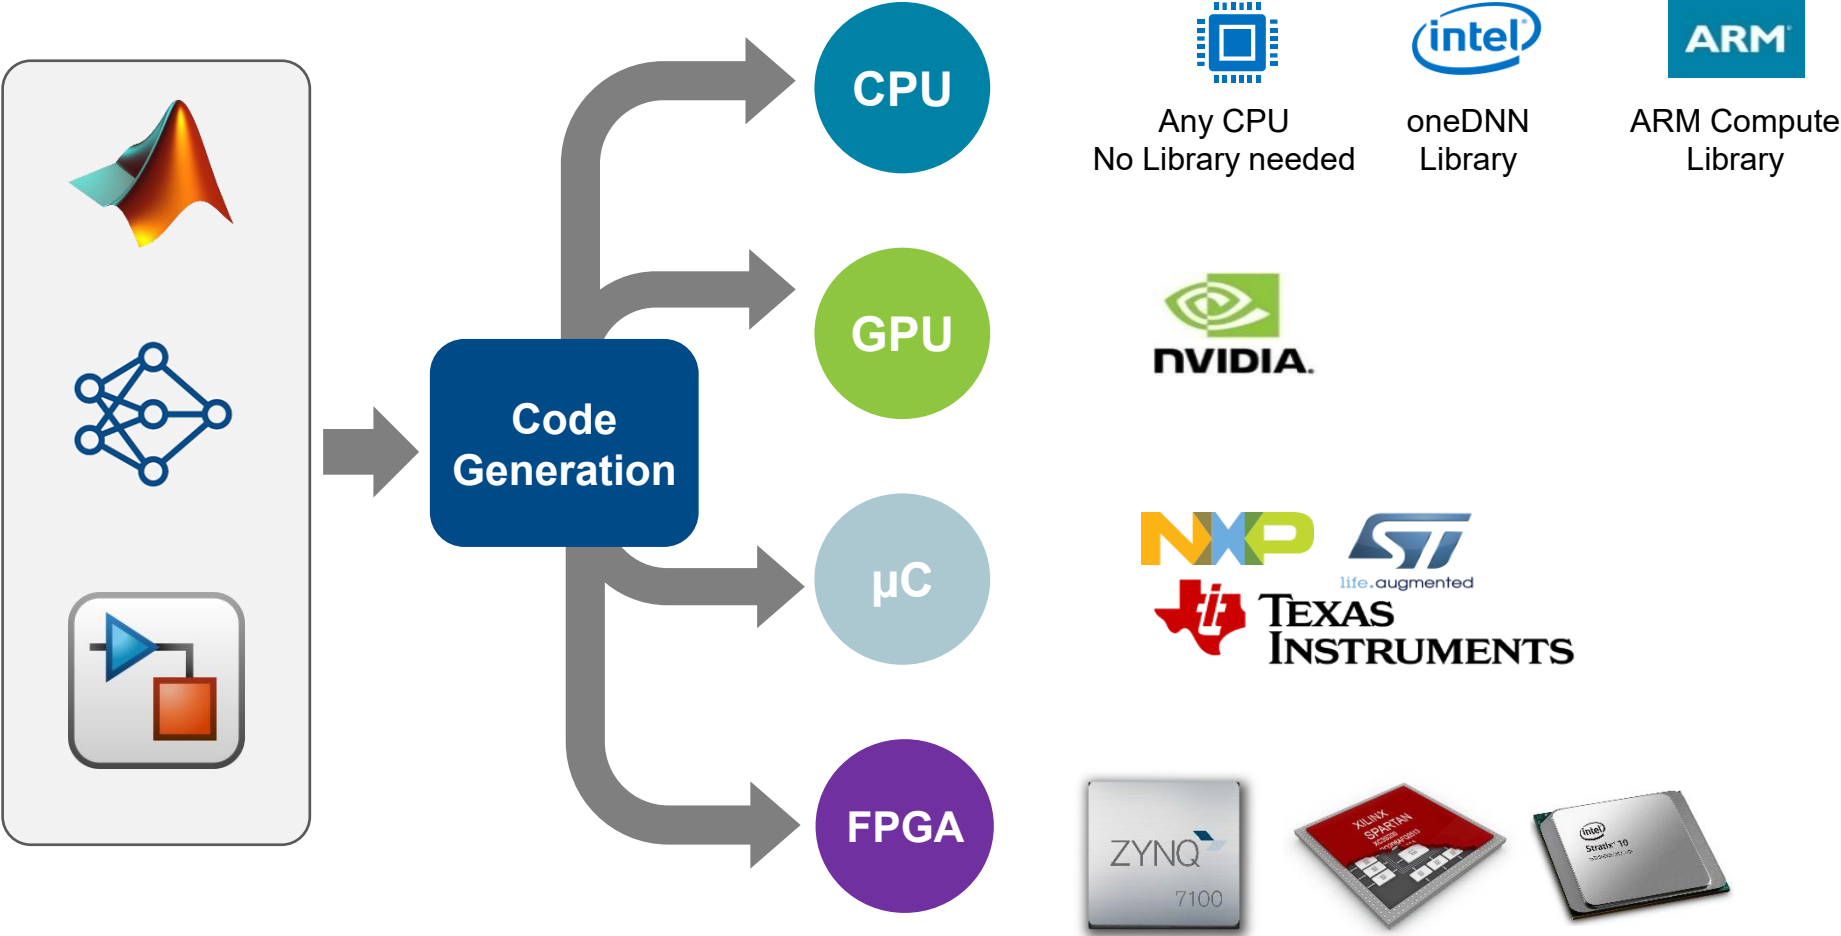 CPU
intel
ARM
Any CPU
No Library needed
oneDNN
Library
ARM Compute
Library
GPU
NVIDIA.
Code
Generation
µC
NXP
ST
life.augmented
TEXAS
INSTRUMENTS
FPGA
ZYNQ
7100
XILINX
SPARTAN
intel
Stratix® 10